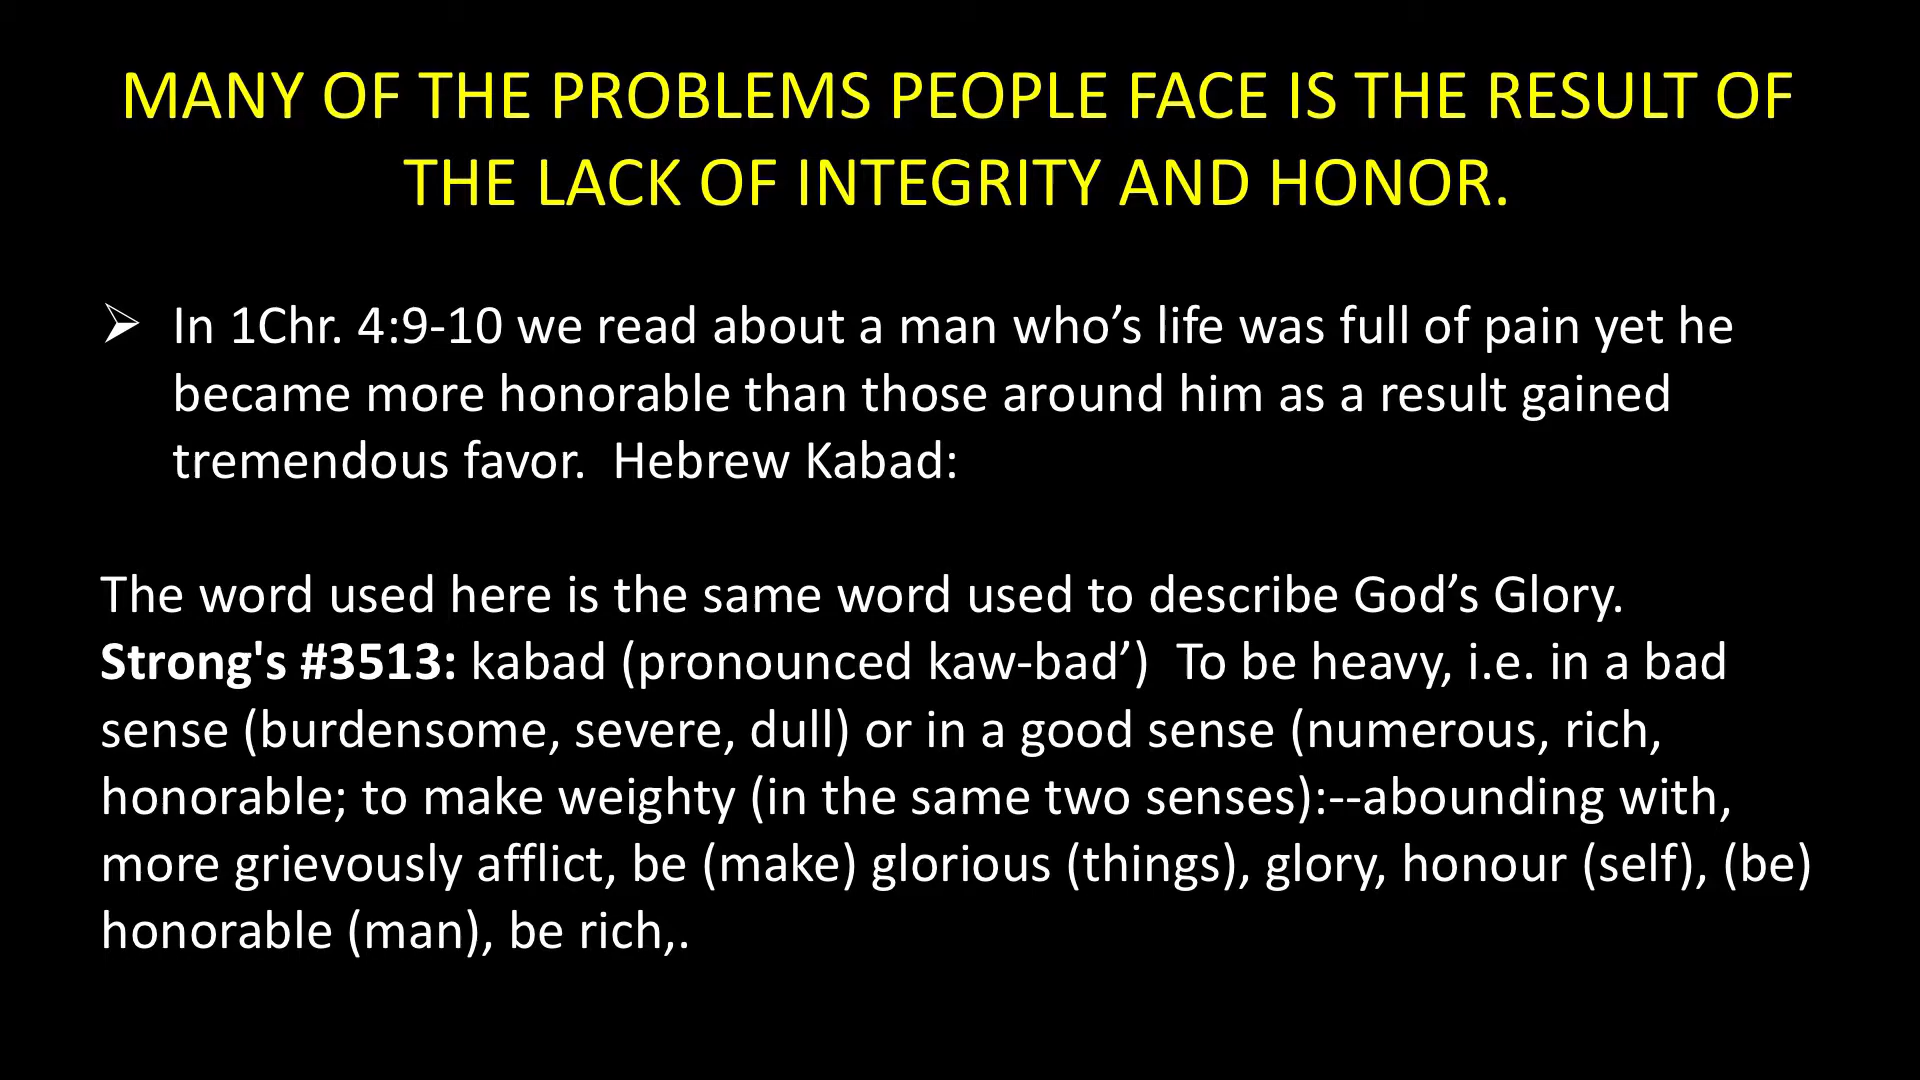 MANY OF THE PROBLEMS PEOPLE FACE IS THE RESULT OF
THE LACK OF INTEGRITY AND HONOR.
➢ In 1Chr. 4:9-10 we read about a man who’s life was full of pain yet he
became more honorable than those around him as a result gained
tremendous favor.  Hebrew Kabad:
The word used here is the same word used to describe God’s Glory.
Strong's #3513: kabad (pronounced kaw-bad’)  To be heavy, i.e. in a bad
sense (burdensome, severe, dull) or in a good sense (numerous, rich,
honorable; to make weighty (in the same two senses):--abounding with,
more grievously afflict, be (make) glorious (things), glory, honour (self), (be)
honorable (man), be rich,.